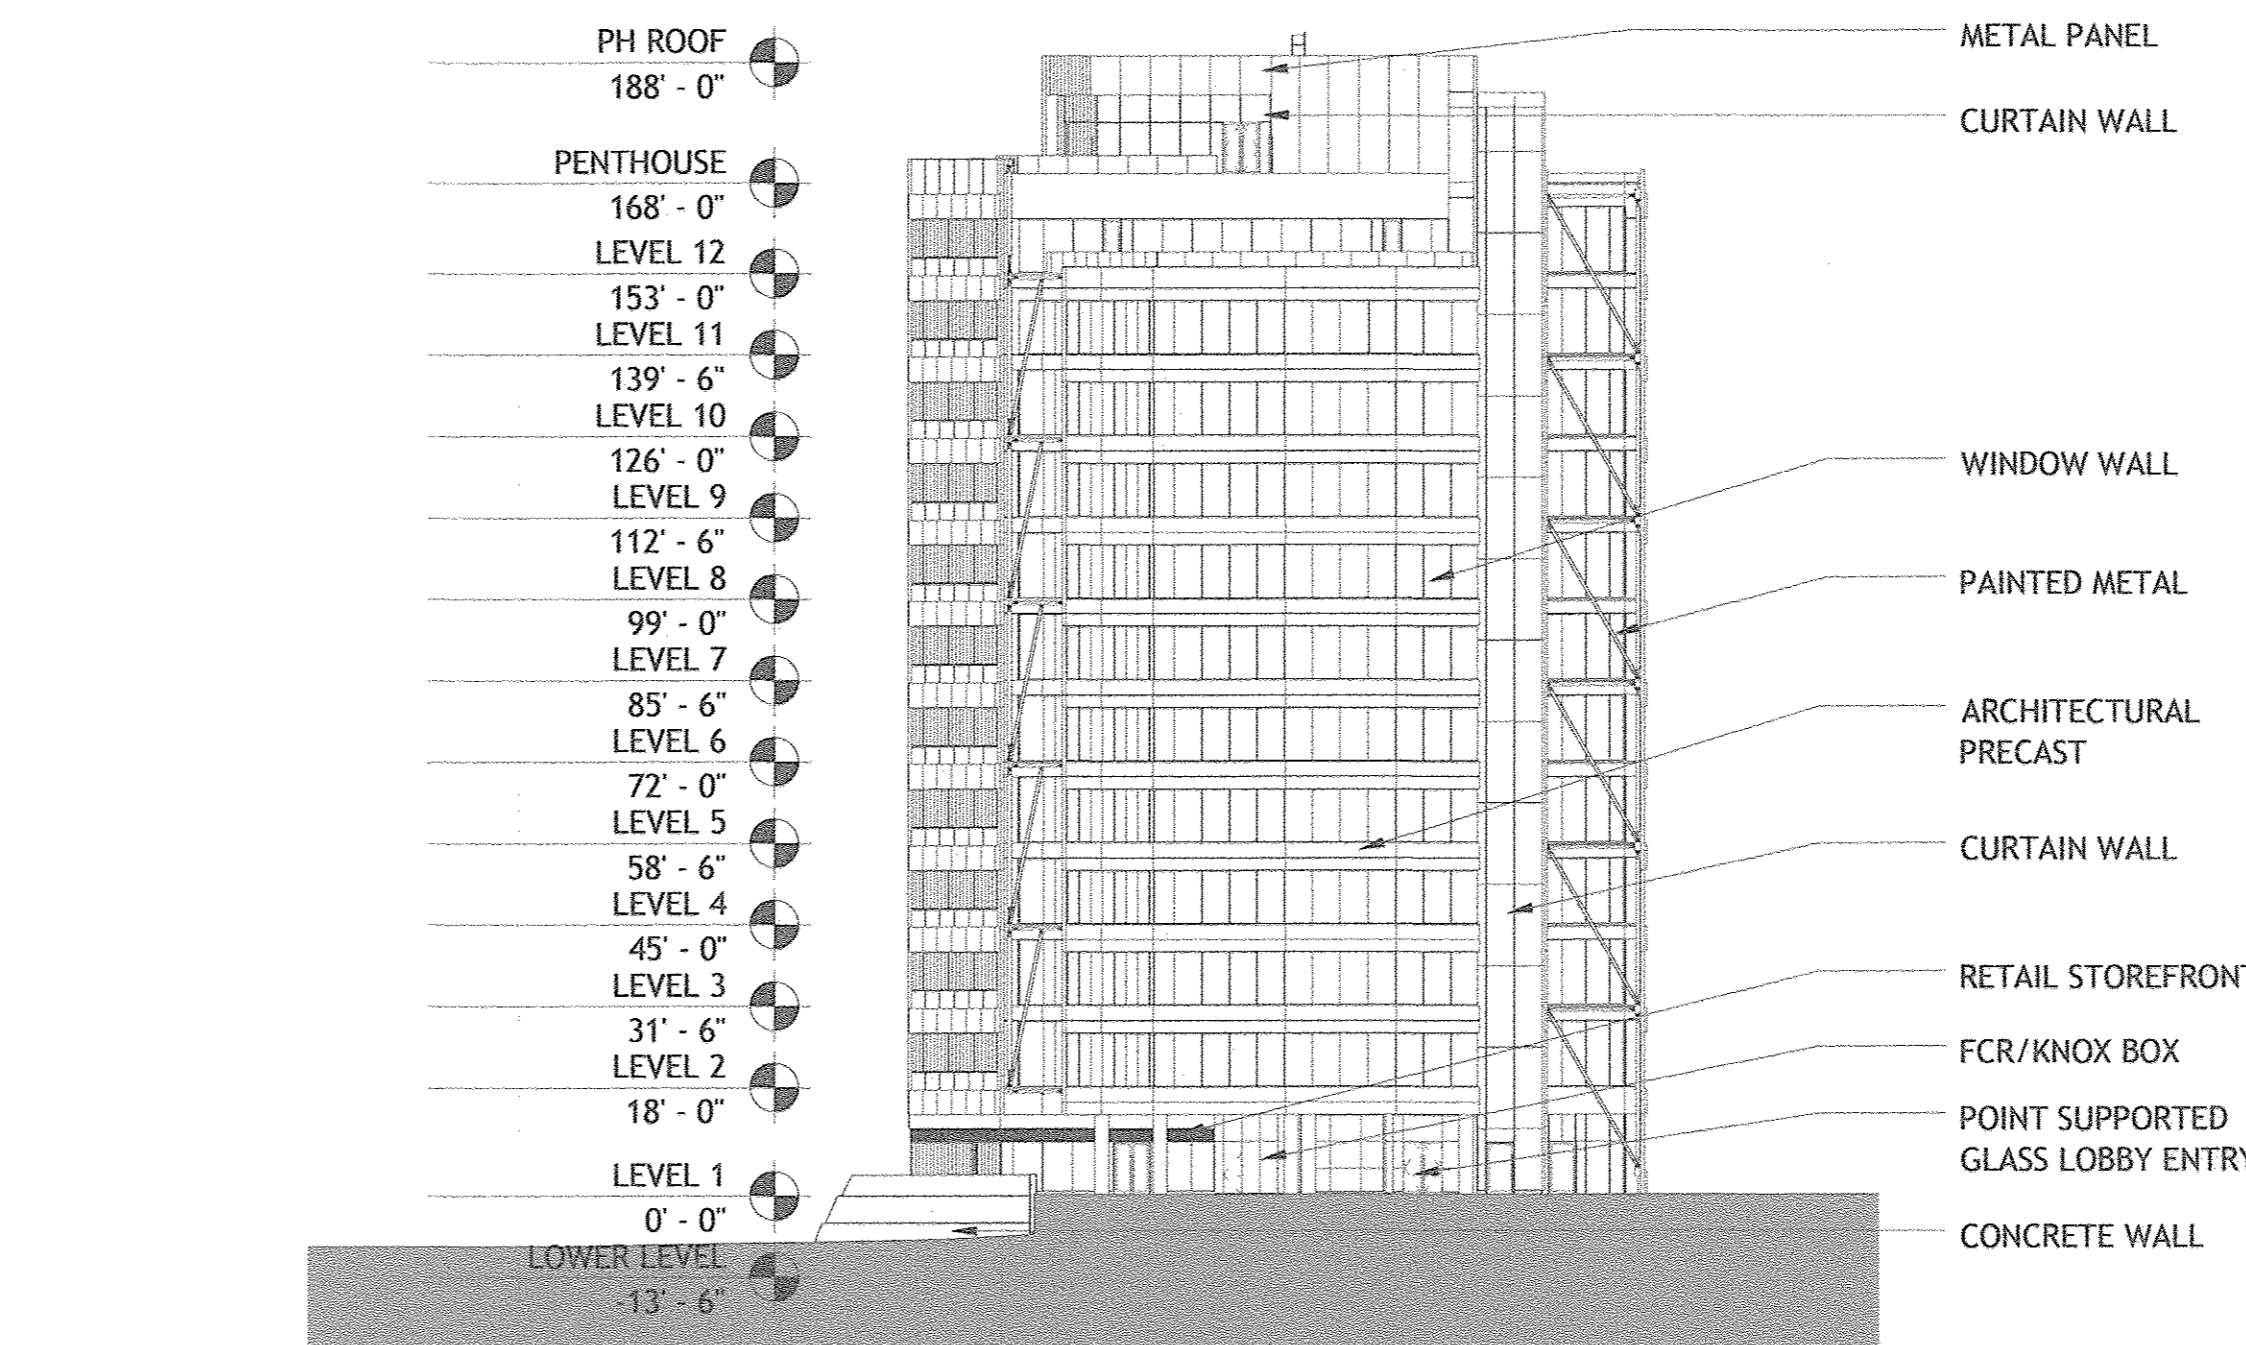 PH ROOF
188' - 0"
PENTHOUSE
168' - 0"
LEVEL 12
153' - 0"
LEVEL 11
139' - 6"
LEVEL 10
126' - 0"
LEVEL 9
112' - 6"
LEVEL 8
99' - 0"
LEVEL 7
85' - 6"
LEVEL 6
72' - 0"
LEVEL 5
58' - 6"
LEVEL 4
45' - 0"
LEVEL 3
31' - 6"
LEVEL 2
18' - 0"
LEVEL 1
0' - 0"
LOWER LEVEL
-13' - 6"
METAL PANEL
CURTAIN WALL
WINDOW WALL
PAINTED METAL
ARCHITECTURAL
PRECAST
CURTAIN WALL
RETAIL STOREFRONT
FCR/KNOX BOX
POINT SUPPORTED
GLASS LOBBY ENTRY
CONCRETE WALL